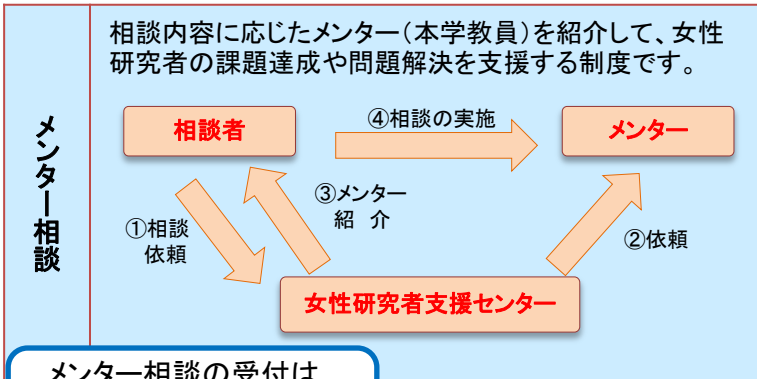 メンター相談
相談内容に応じたメンター（本学教員）を紹介して、女性
研究者の課題達成や問題解決を支援する制度です。
相談者
④相談の実施
メンター
①相談
依頼
③メンター
紹　介
②依頼
女性研究者支援センター
メンター相談の受付は